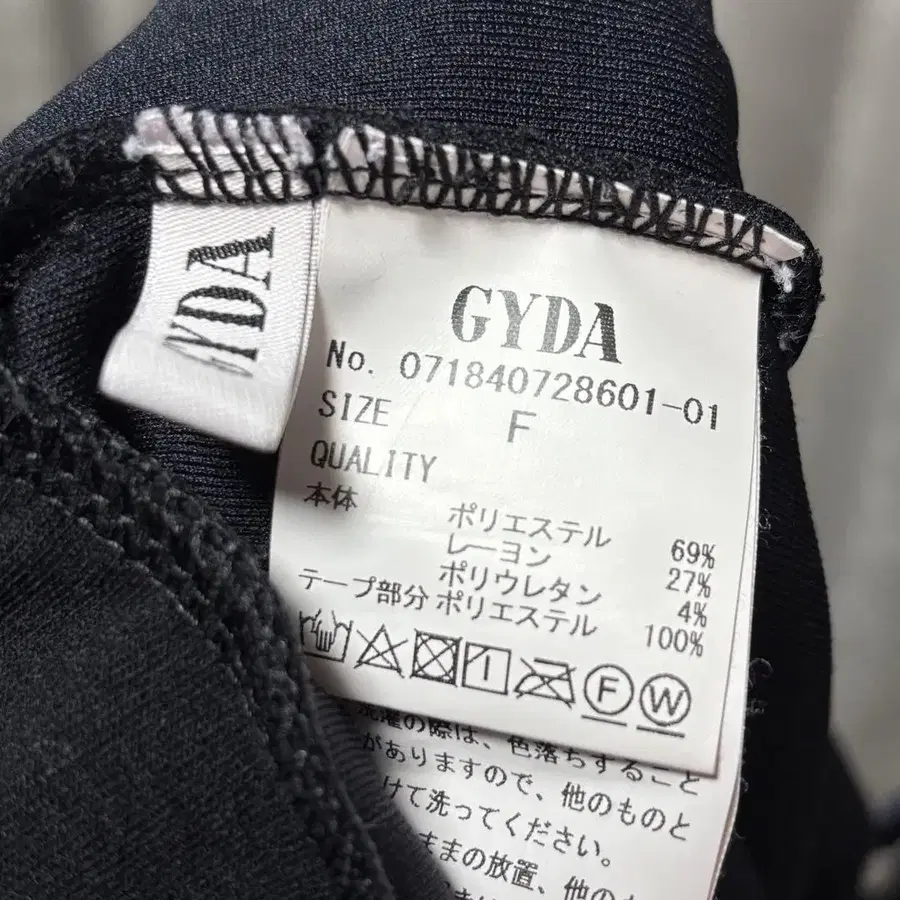 GYDA
GYDA
No. 071840728601-01
SIZE F
QUALITY
本体 ポリエステル 69%
レーヨン 27%
ポリウレタン 4%
テープ部分 ポリエステル 100%
F W
の際は、色落ちすること
がありますので、他のものと
けて洗ってください。
ままの放置、他の